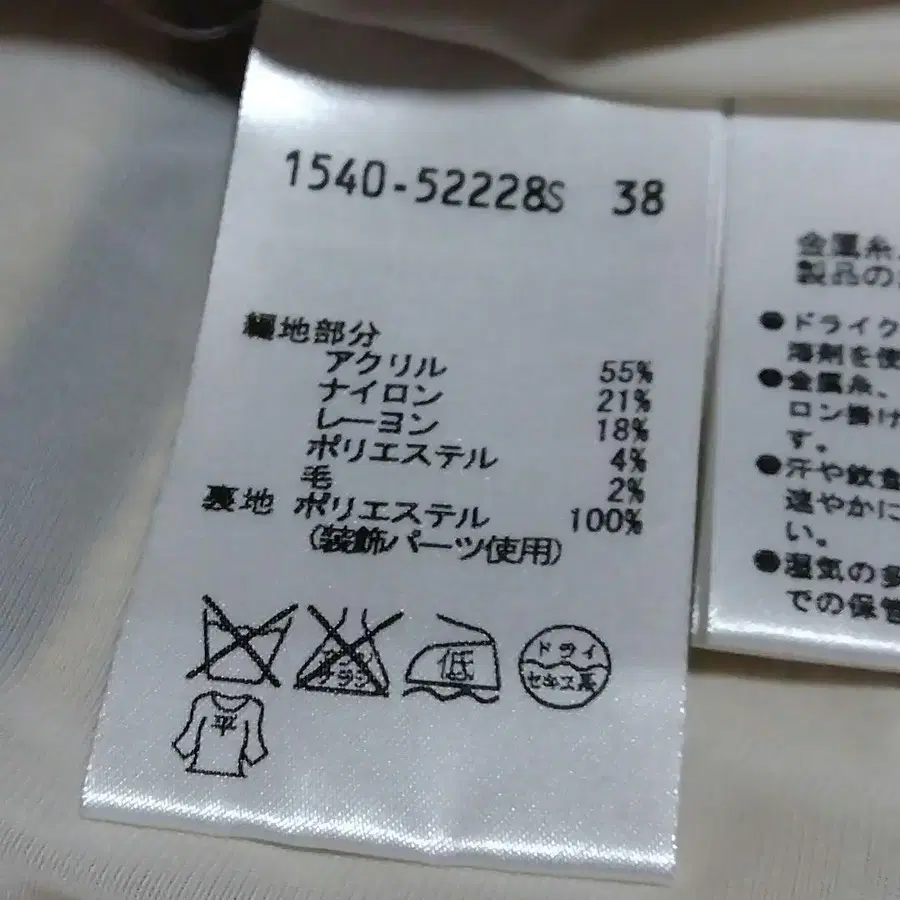 1540-52228S 38
編地部分
アクリル 55%
ナイロン 21%
レーヨン 18%
ポリエステル 4%
毛 2%
裏地 ポリエステル 100%
(装飾パーツ使用)
低
ドライ
セキユ系
平
金属糸、
製品の
●ドライク
溶剤を使
●金属糸、
ロン掛け
す。
●汗や飲食
速やかに
い。
●湿気の多
での保管